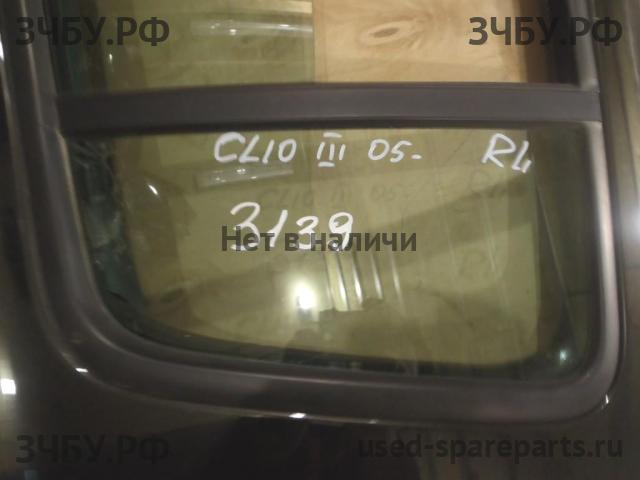 ЗЧБУ.РФ ЗЧБУ.РФ
CLIO III 05- RL
3139
Нет в наличи
ЗЧБУ.РФ used-spareparts.ru